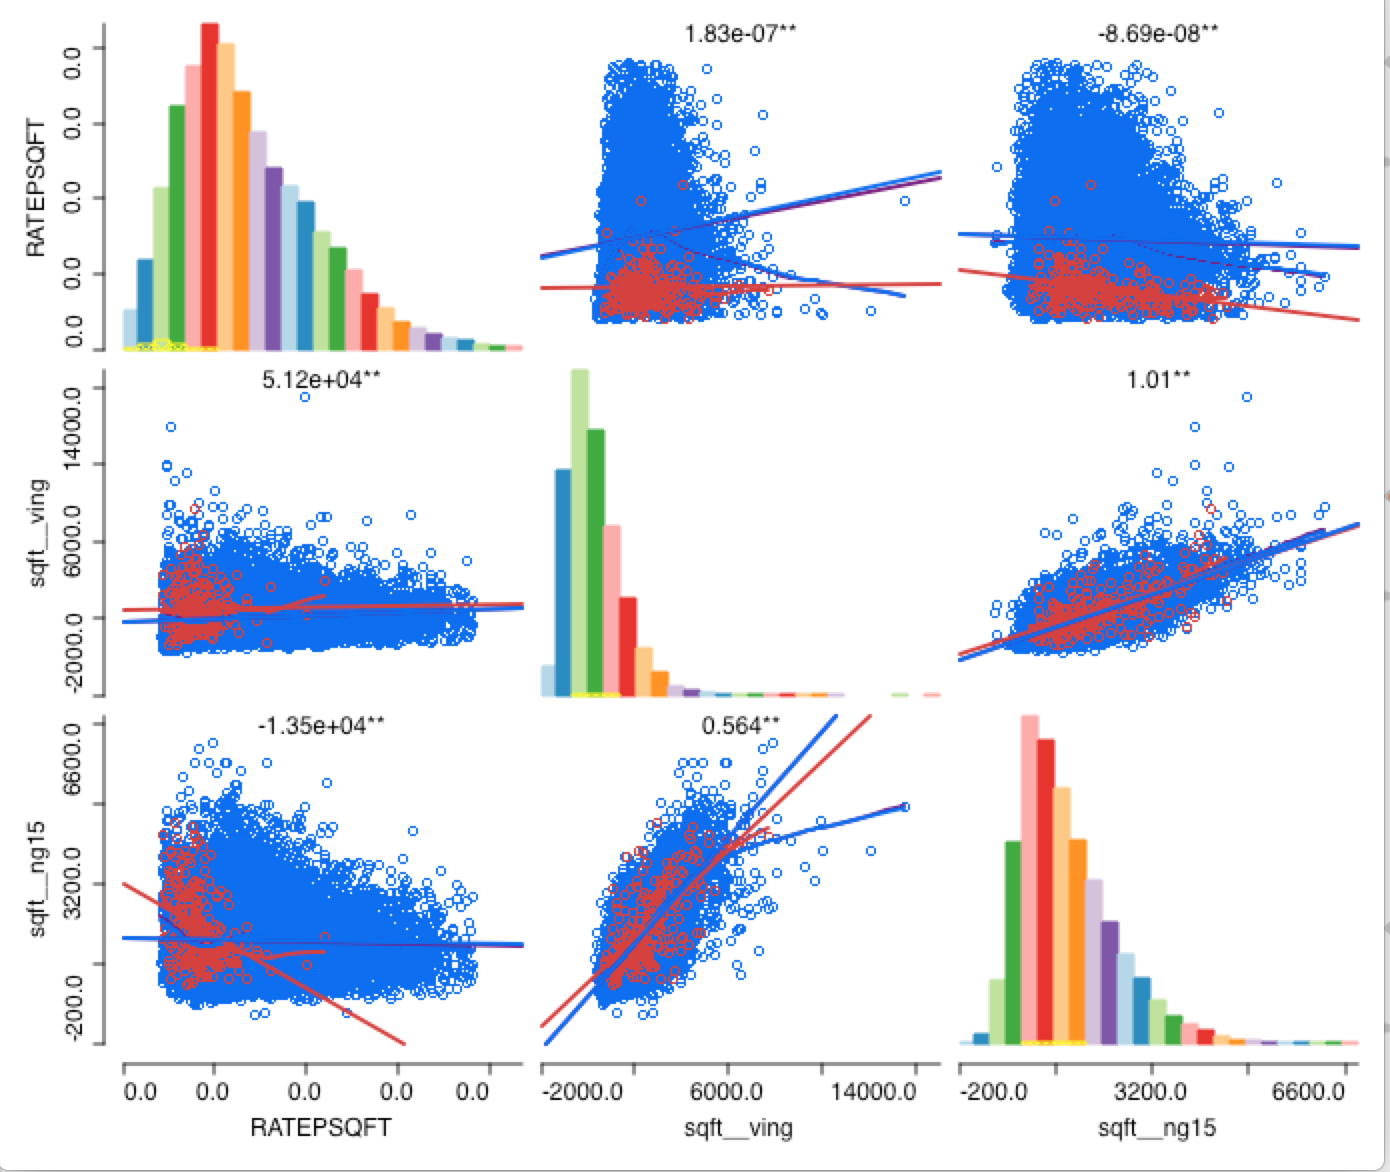 1.83e-07**
-8.69e-08**
RATEPSQFT
0.0
0.0
0.0
0.0
0.0
5.12e+04**
1.01**
sqft__ving
14000.0
6000.0
-2000.0
-1.35e+04**
0.564**
sqft__ng15
6600.0
3200.0
-200.0
0.0 0.0 0.0 0.0 0.0 -2000.0 6000.0 14000.0 -200.0 3200.0 6600.0
RATEPSQFT sqft__ving sqft__ng15